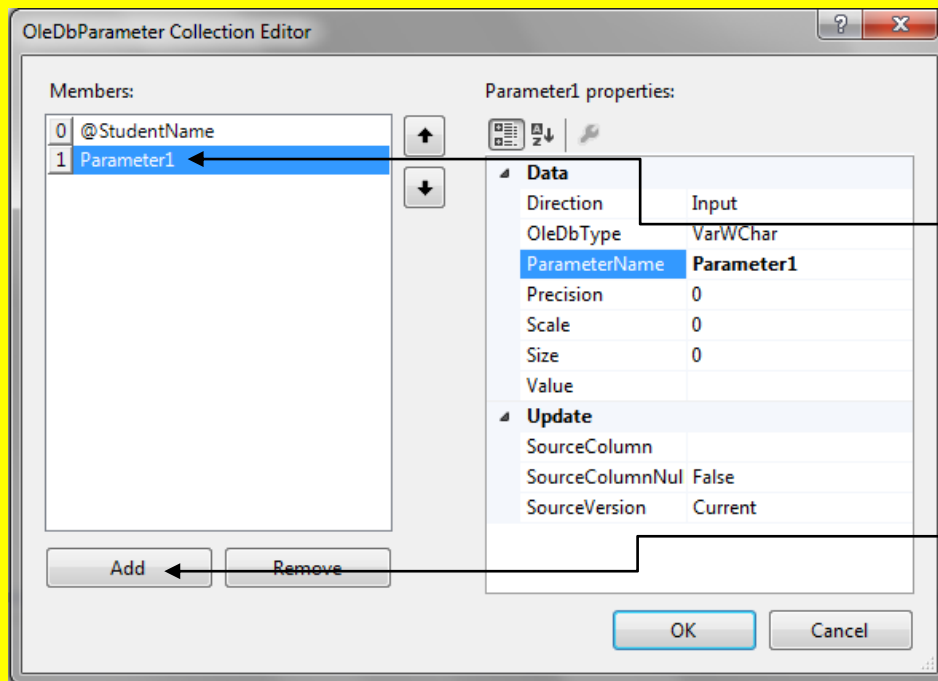 OleDbParameter Collection Editor
?
Members:
0 @StudentName
1 Parameter1
Add
Remove
Parameter1 properties:
A
Z
Data
Direction Input
OleDbType VarWChar
ParameterName Parameter1
Precision 0
Scale 0
Size 0
Value
Update
SourceColumn
SourceColumnNul False
SourceVersion Current
OK
Cancel